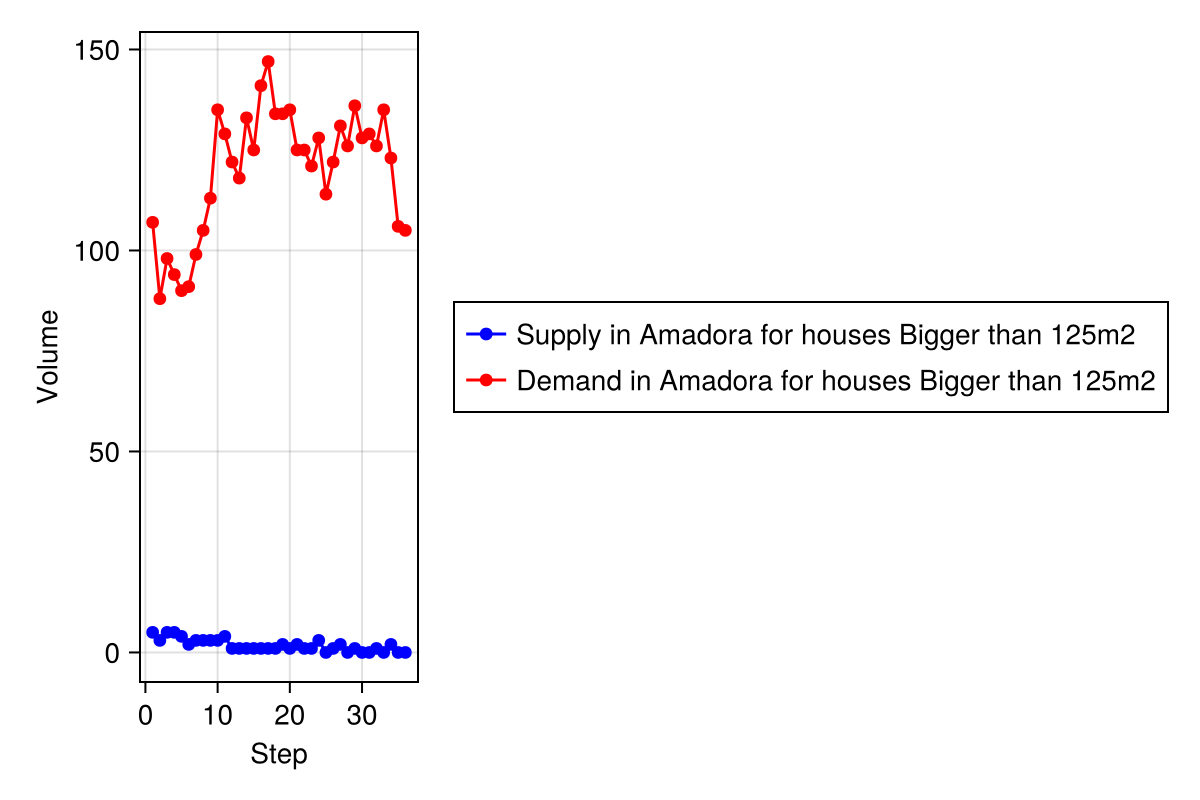 150
100
50
0
Volume
0 10 20 30
Step
Supply in Amadora for houses Bigger than 125m2
Demand in Amadora for houses Bigger than 125m2